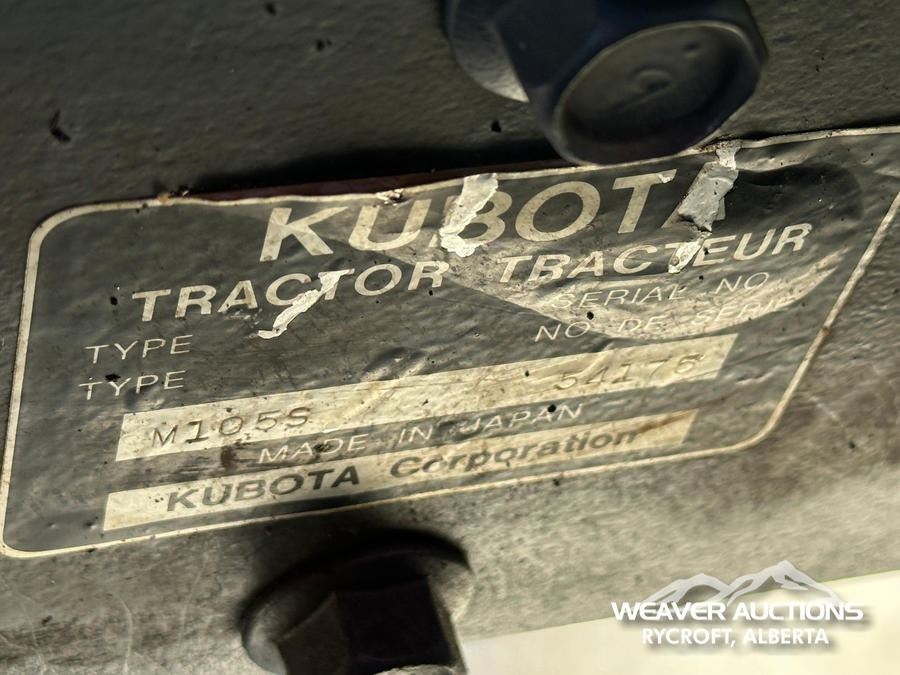 KUBOTA
TRACTOR TRACTEUR
TYPE SERIAL NO
TYPE NO DE SERIE
M105S 54175
MADE IN JAPAN
KUBOTA Corporation
WEAVER AUCTIONS
RYCROFT, ALBERTA